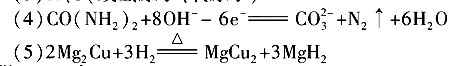 (4)CO(NH₂)₂+8OH⁻－6e⁻══CO₃²⁻+N₂↑+6H₂O
(5)2Mg₂Cu+3H₂══△══MgCu₂+3MgH₂